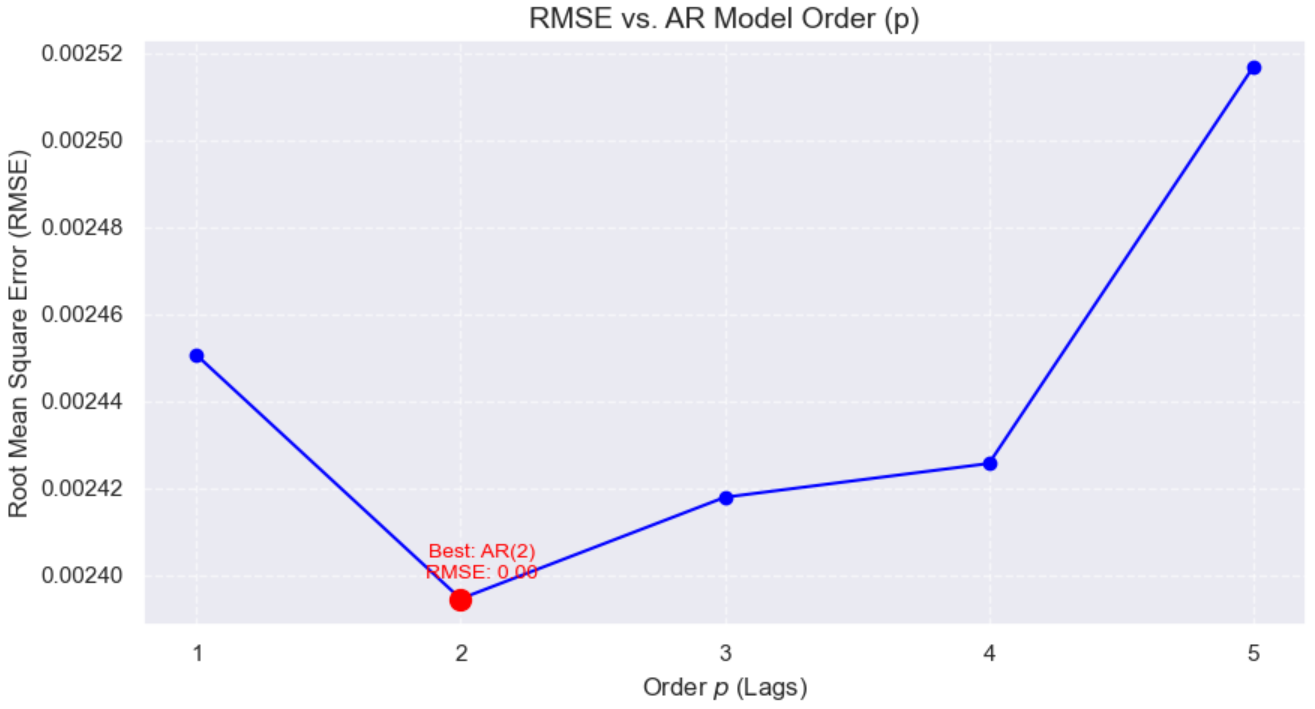 RMSE vs. AR Model Order (p)
Root Mean Square Error (RMSE)
0.00252
0.00250
0.00248
0.00246
0.00244
0.00242
0.00240
Best: AR(2)
RMSE: 0.00
1 2 3 4 5
Order p (Lags)